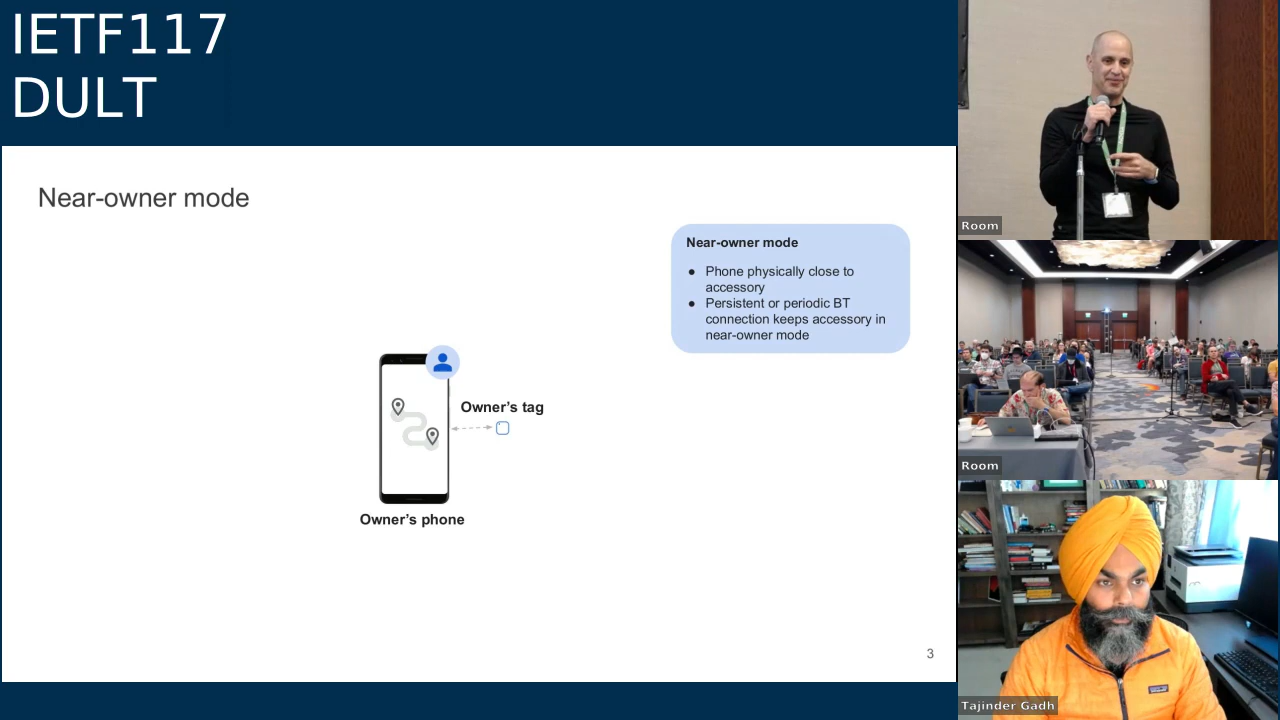 IETF117
DULT
Near-owner mode
Near-owner mode
● Phone physically close to
accessory
● Persistent or periodic BT
connection keeps accessory in
near-owner mode
Owner's tag
Owner's phone
3
Room
Room
Tajinder Gadh